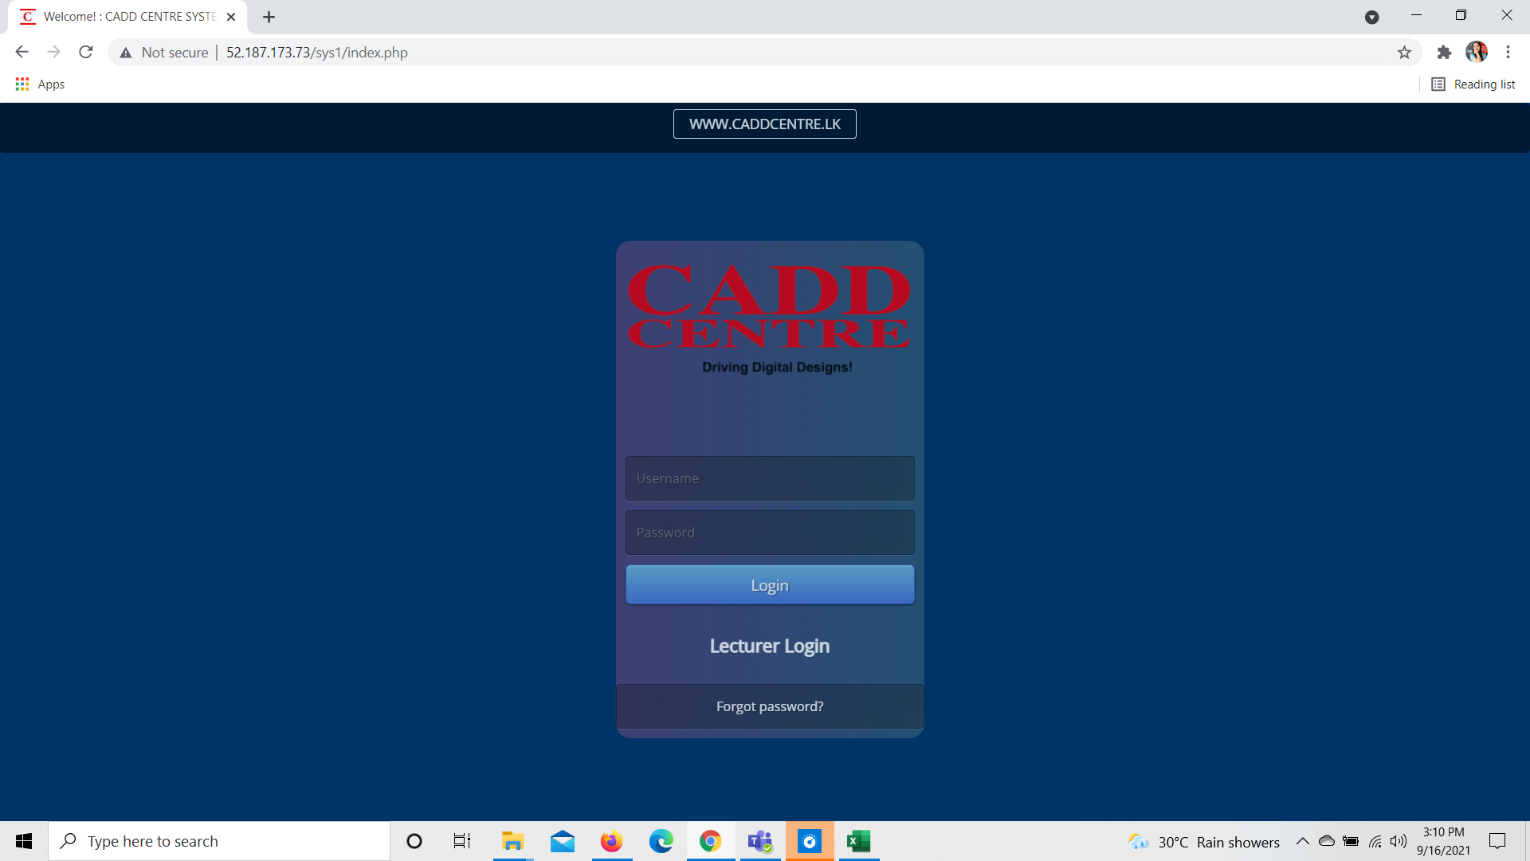 Welcome! : CADD CENTRE SYSTE
Not secure | 52.187.173.73/sys1/index.php
Apps
Reading list
WWW.CADDCENTRE.LK
CADD
CENTRE
Driving Digital Designs!
Username
Password
Login
Lecturer Login
Forgot password?
Type here to search
30°C Rain showers
3:10 PM
9/16/2021